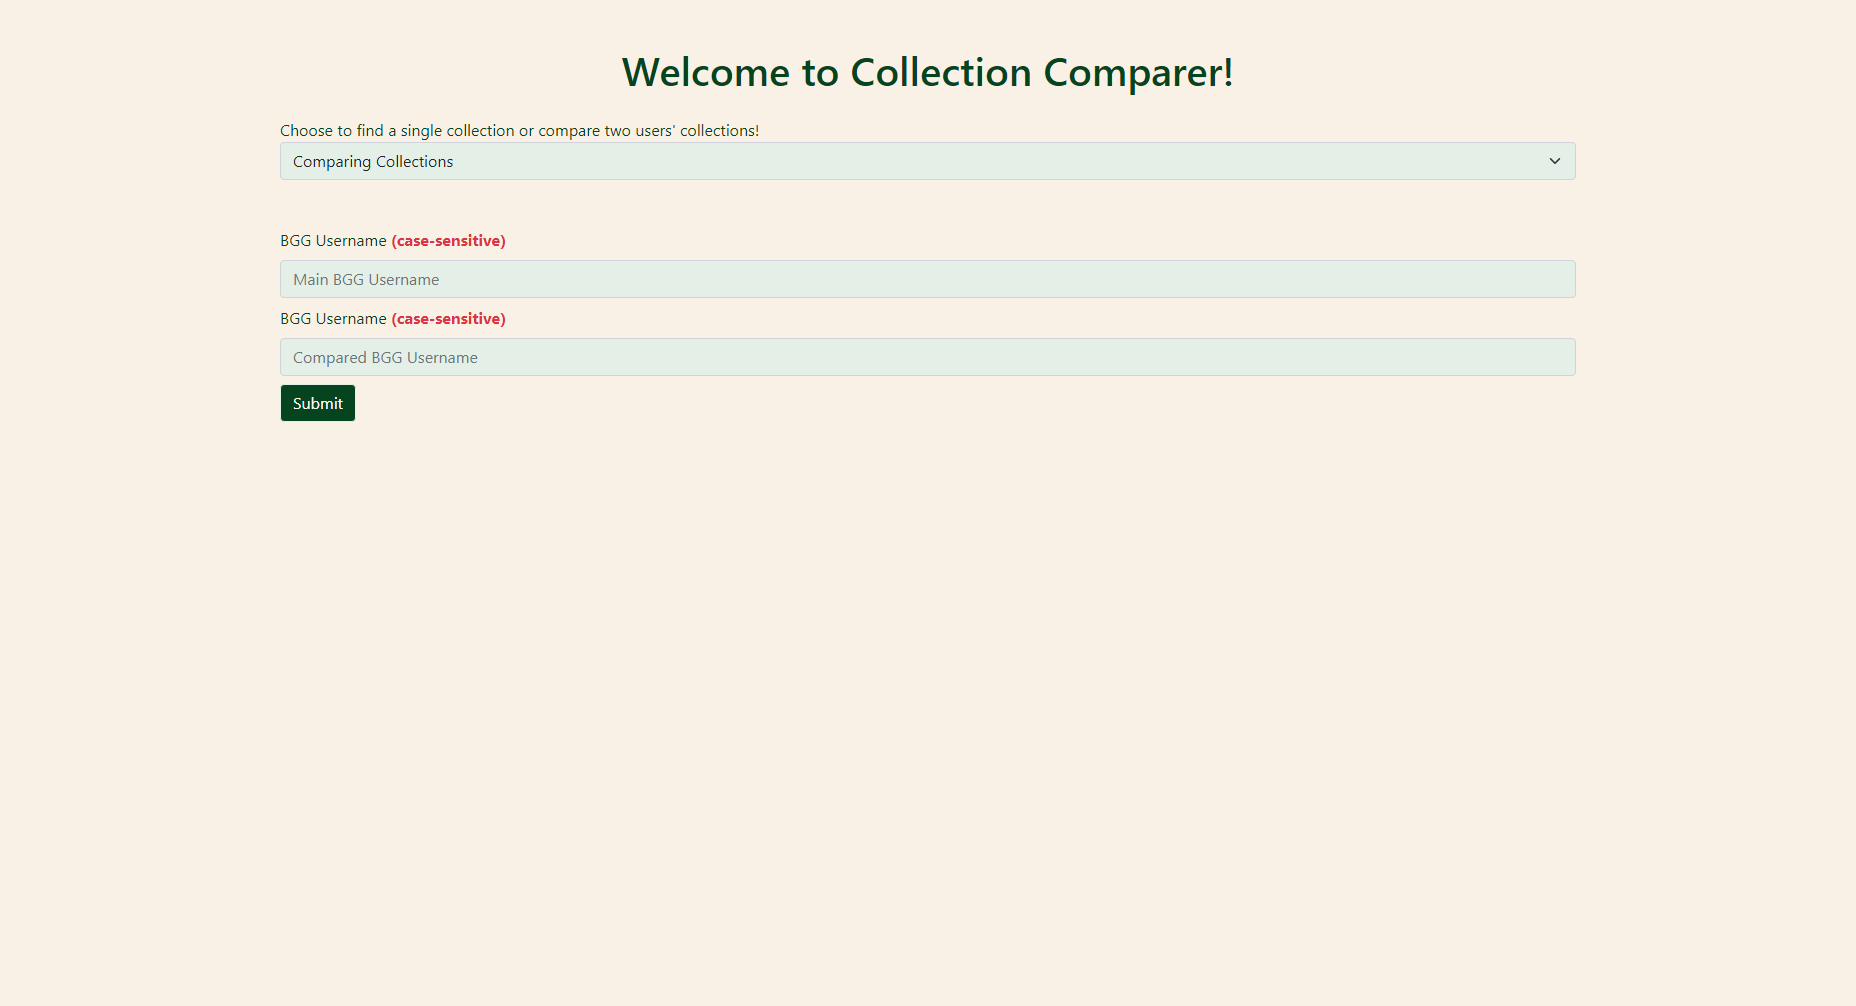 Welcome to Collection Comparer!
Choose to find a single collection or compare two users' collections!
Comparing Collections
BGG Username (case-sensitive)
Main BGG Username
BGG Username (case-sensitive)
Compared BGG Username
Submit